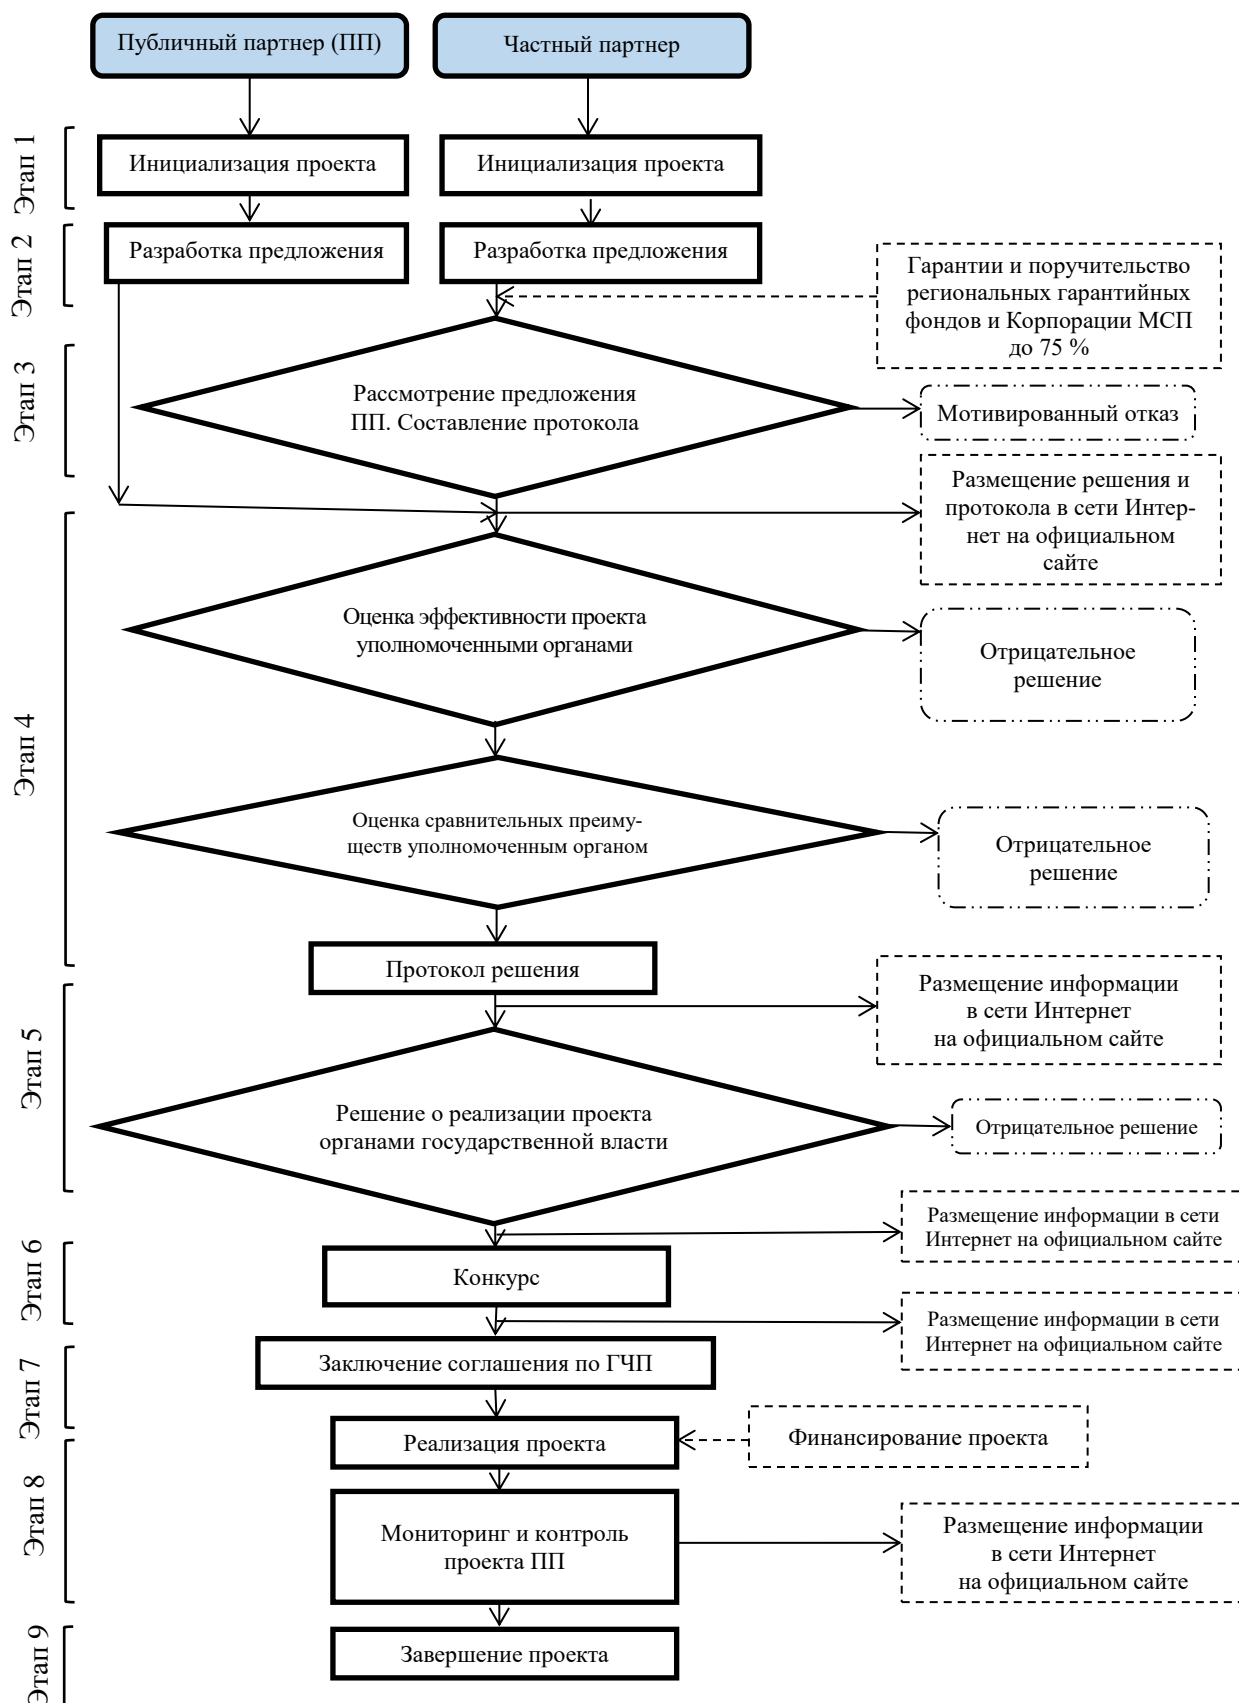 Публичный партнер (ПП)
Частный партнер
Этап 1
Инициализация проекта
Инициализация проекта
Этап 2
Разработка предложения
Разработка предложения
Гарантии и поручительство
региональных гарантийных
фондов и Корпорации МСП
до 75 %
Этап 3
Рассмотрение предложения
ПП. Составление протокола
Мотивированный отказ
Размещение решения и
протокола в сети Интер-
нет на официальном
сайте
Этап 4
Оценка эффективности проекта
уполномоченными органами
Отрицательное
решение
Оценка сравнительных преиму-
ществ уполномоченным органом
Отрицательное
решение
Протокол решения
Размещение информации
в сети Интернет
на официальном сайте
Этап 5
Решение о реализации проекта
органами государственной власти
Отрицательное решение
Размещение информации в сети
Интернет на официальном сайте
Этап 6
Конкурс
Размещение информации в сети
Интернет на официальном сайте
Этап 7
Заключение соглашения по ГЧП
Реализация проекта
Финансирование проекта
Этап 8
Мониторинг и контроль
проекта ПП
Размещение информации
в сети Интернет
на официальном сайте
Этап 9
Завершение проекта